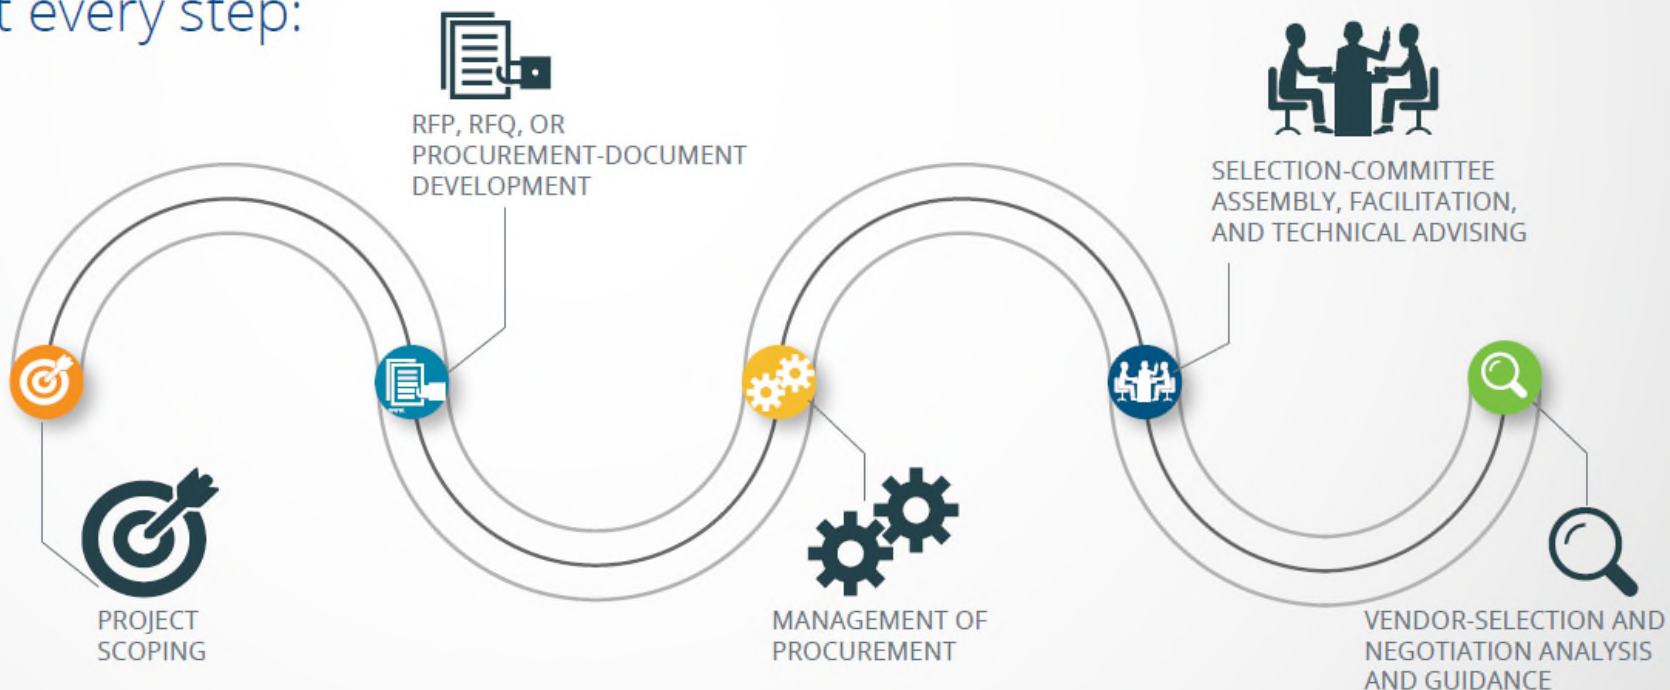 t every step:
RFP, RFQ, OR
PROCUREMENT-DOCUMENT
DEVELOPMENT
SELECTION-COMMITTEE
ASSEMBLY, FACILITATION,
AND TECHNICAL ADVISING
PROJECT
SCOPING
MANAGEMENT OF
PROCUREMENT
VENDOR-SELECTION AND
NEGOTIATION ANALYSIS
AND GUIDANCE